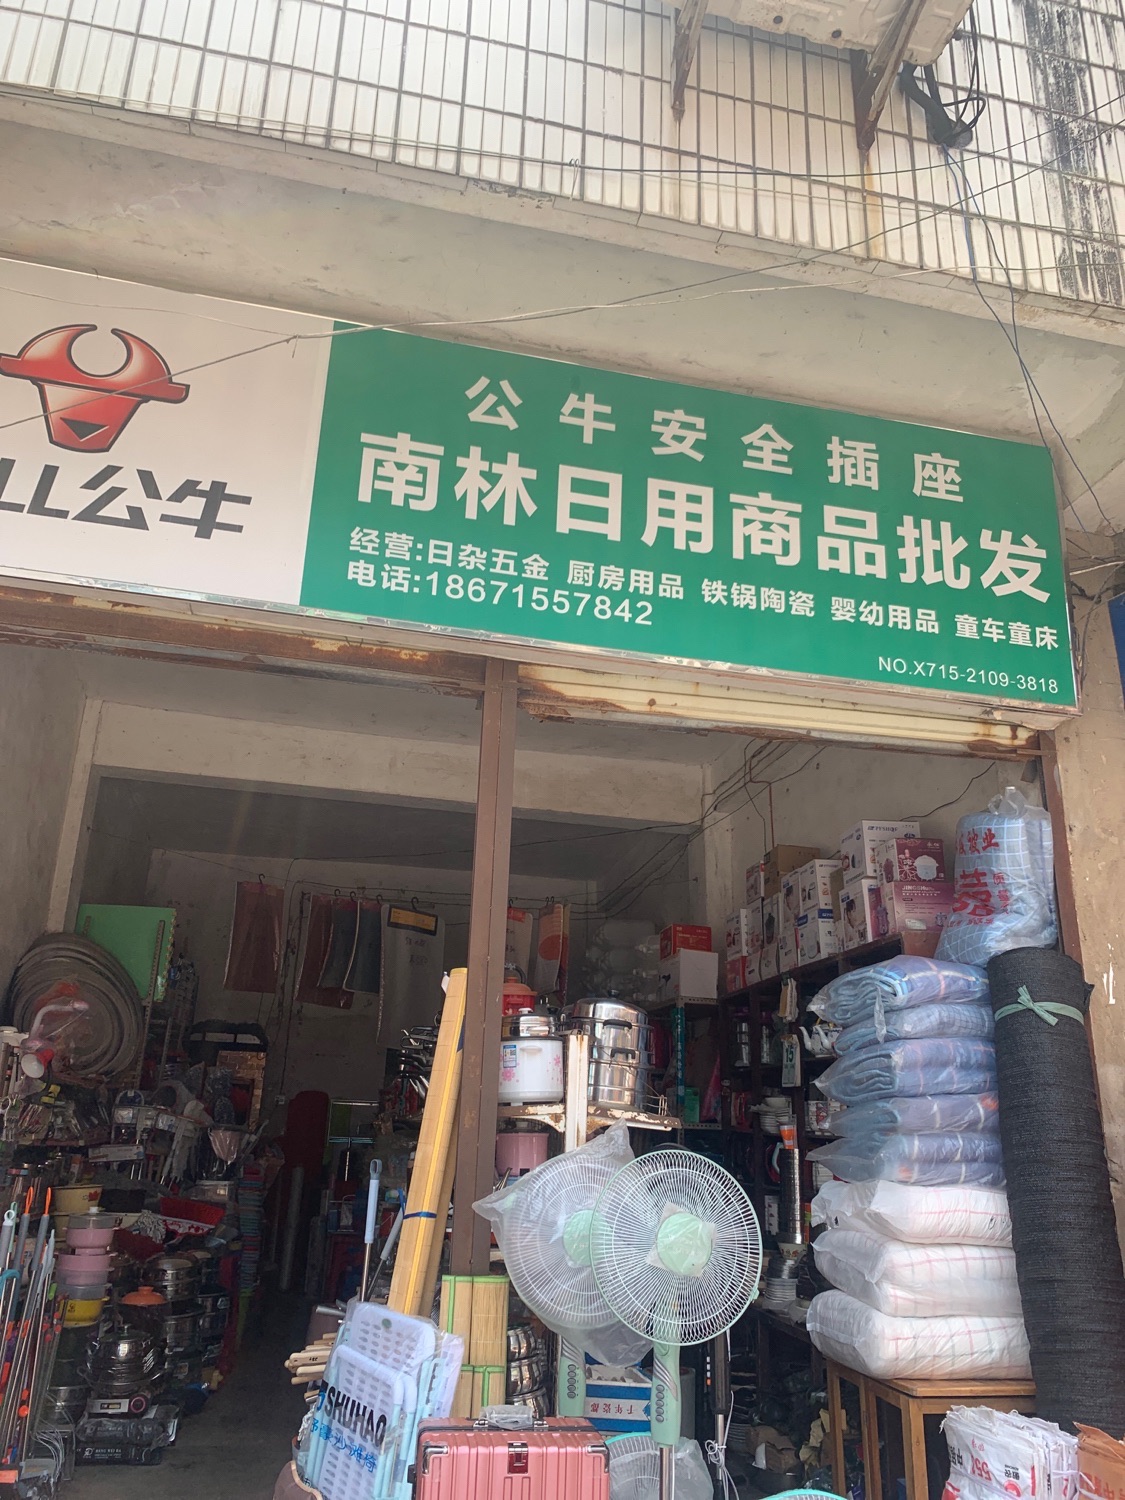 公牛安全插座
LL公牛
南林日用商品批发
经营:日杂五金 厨房用品 铁锅陶瓷 婴幼用品 童车童床
电话:18671557842
NO.X715-2109-3818
SHUHAO